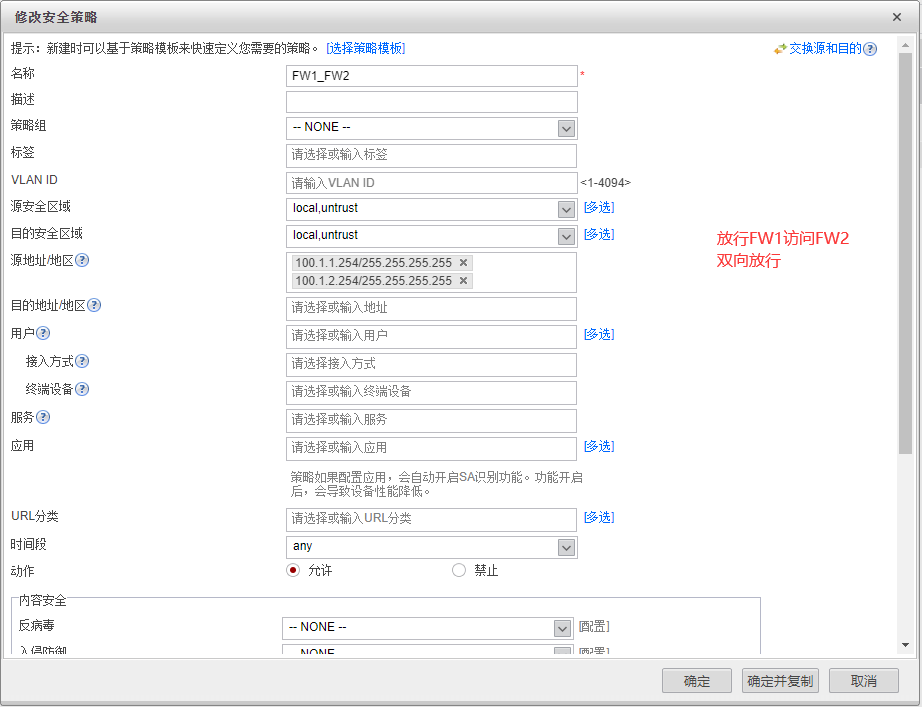 修改安全策略
提示：新建时可以基于策略模板来快速定义您需要的策略。 [选择策略模板]
交换源和目的
名称
FW1_FW2
*
描述
策略组
-- NONE --
标签
请选择或输入标签
VLAN ID
请输入VLAN ID
<1-4094>
源安全区域
local,untrust
[多选]
目的安全区域
local,untrust
[多选]
放行FW1访问FW2
双向放行
源地址/地区
100.1.1.254/255.255.255.255
100.1.2.254/255.255.255.255
目的地址/地区
请选择或输入地址
用户
请选择或输入用户
[多选]
接入方式
请选择接入方式
终端设备
请选择或输入终端设备
服务
请选择或输入服务
应用
请选择或输入应用
[多选]
策略如果配置应用，会自动开启SA识别功能。功能开启
后，会导致设备性能降低。
URL分类
请选择或输入URL分类
[多选]
时间段
any
动作
允许
禁止
内容安全
反病毒
-- NONE --
[配置]
入侵防御
-- NONE --
[配置]
确定
确定并复制
取消